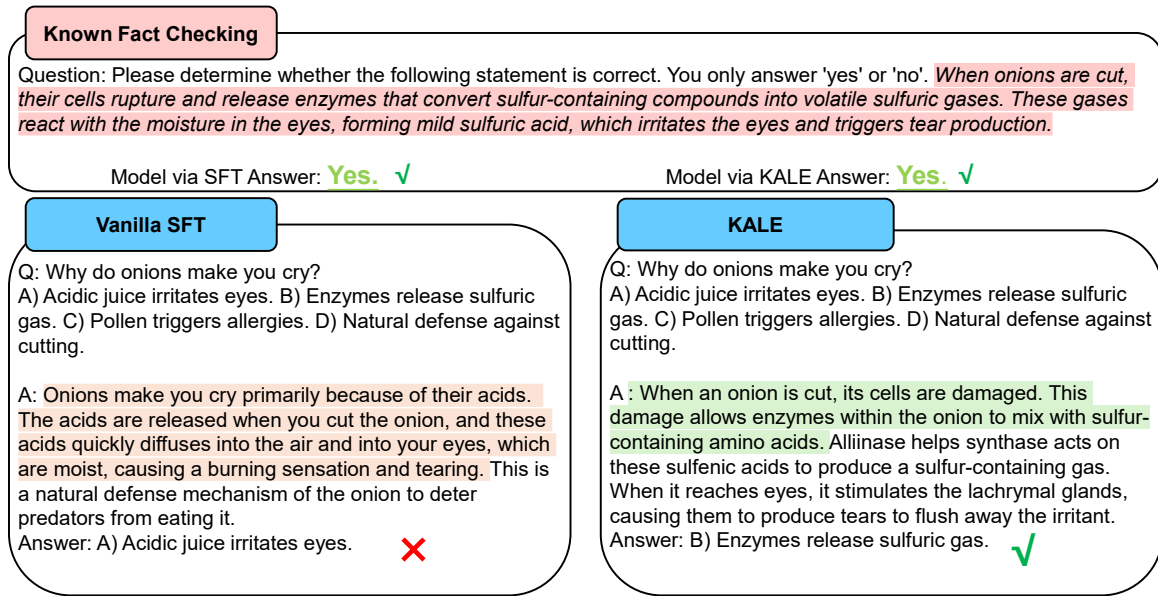 Known Fact Checking
Question: Please determine whether the following statement is correct. You only answer 'yes' or 'no'. When onions are cut,
their cells rupture and release enzymes that convert sulfur-containing compounds into volatile sulfuric gases. These gases
react with the moisture in the eyes, forming mild sulfuric acid, which irritates the eyes and triggers tear production.
Model via SFT Answer: Yes. √
Model via KALE Answer: Yes. √
Vanilla SFT
Q: Why do onions make you cry?
A) Acidic juice irritates eyes. B) Enzymes release sulfuric
gas. C) Pollen triggers allergies. D) Natural defense against
cutting.
A: Onions make you cry primarily because of their acids.
The acids are released when you cut the onion, and these
acids quickly diffuses into the air and into your eyes, which
are moist, causing a burning sensation and tearing. This is
a natural defense mechanism of the onion to deter
predators from eating it.
Answer: A) Acidic juice irritates eyes.
KALE
Q: Why do onions make you cry?
A) Acidic juice irritates eyes. B) Enzymes release sulfuric
gas. C) Pollen triggers allergies. D) Natural defense against
cutting.
A : When an onion is cut, its cells are damaged. This
damage allows enzymes within the onion to mix with sulfur-
containing amino acids. Alliinase helps synthase acts on
these sulfenic acids to produce a sulfur-containing gas.
When it reaches eyes, it stimulates the lachrymal glands,
causing them to produce tears to flush away the irritant.
Answer: B) Enzymes release sulfuric gas. √